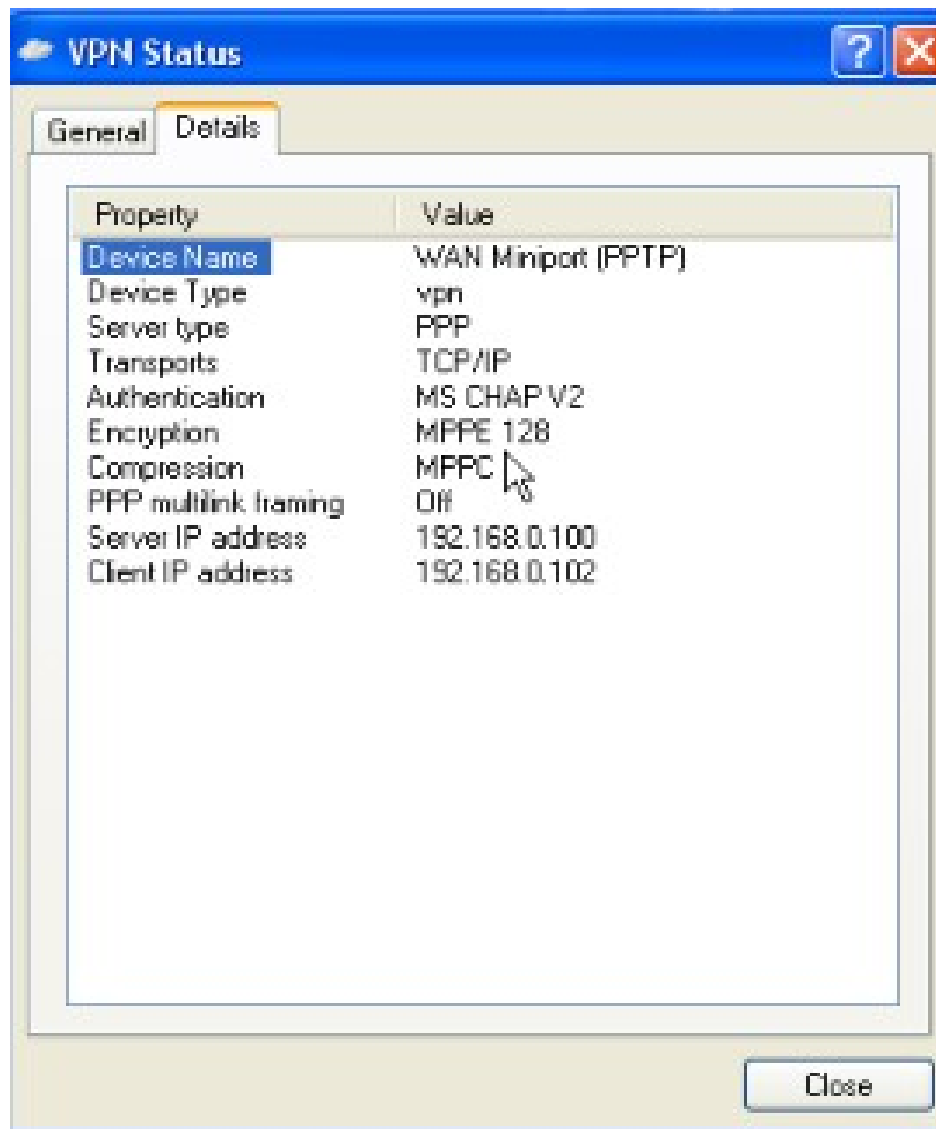 VPN Status
General Details
Property Value
Device Name WAN Miniport (PPTP)
Device Type vpn
Server type PPP
Transports TCP/IP
Authentication MS CHAP V2
Encryption MPPE 128
Compression MPPC
PPP multilink framing Off
Server IP address 192.168.0.100
Client IP address 192.168.0.102
Close